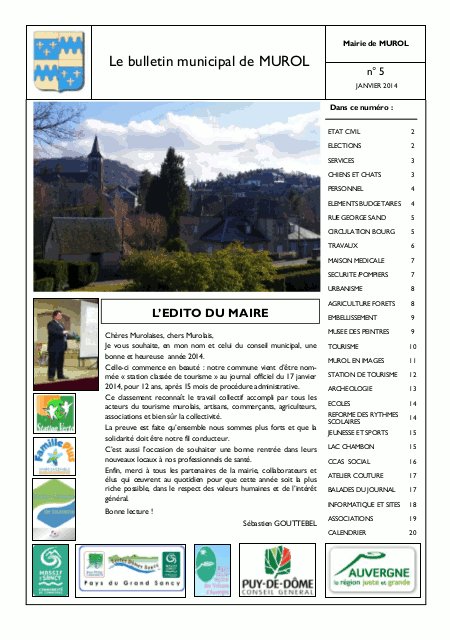 Le bulletin municipal de MUROL
Mairie de MUROL
n° 5
JANVIER 2014
Dans ce numéro :
ETAT CIVIL 2
ELECTIONS 2
SERVICES 3
CHIENS ET CHATS 3
PERSONNEL 4
ELEMENTS BUDGETAIRES 4
RUE GEORGE SAND 5
CIRCULATION BOURG 5
TRAVAUX 6
MAISON MEDICALE 7
SECURITE /POMPIERS 7
URBANISME 8
AGRICULTURE FORETS 8
EMBELLISSEMENT 9
MUSEE DES PEINTRES 9
TOURISME 10
MUROL EN IMAGES 11
STATION DE TOURISME 12
ARCHEOLOGIE 13
ECOLES 14
REFORME DES RYTHMES
SCOLAIRES 14
JEUNESSE ET SPORTS 15
LAC CHAMBON 15
CCAS SOCIAL 16
ATELIER COUTURE 17
BALADES DU JOURNAL 17
INFORMATIQUE ET SITES 18
ASSOCIATIONS 19
CALENDRIER 20
L'EDITO DU MAIRE
Chères Murolaises, chers Murolais,
Je vous souhaite, en mon nom et celui du conseil municipal, une
bonne et heureuse année 2014.
Celle-ci commence en beauté : notre commune vient d'être nom-
mée « station classée de tourisme » au journal officiel du 17 janvier
2014, pour 12 ans, après 15 mois de procédure administrative.
Ce classement reconnaît le travail collectif accompli par tous les
acteurs du tourisme murolais, artisans, commerçants, agriculteurs,
associations et bien sûr la collectivité.
La preuve est faite qu'ensemble nous sommes plus forts et que la
solidarité doit être notre fil conducteur.
C'est aussi l'occasion de souhaiter une bonne rentrée dans leurs
nouveaux locaux à nos professionnels de santé.
Enfin, merci à tous les partenaires de la mairie, collaborateurs et
élus qui œuvrent au quotidien pour que cette année soit la plus
riche possible, dans le respect des valeurs humaines et de l'intérêt
général.
Bonne lecture !
Sébastien GOUTTEBEL
Famille Plus
MASSIF
SANCY
Pays du Grand Sancy
PUY-DE-DÔME
CONSEIL GENERAL
AUVERGNE
la région juste et grande